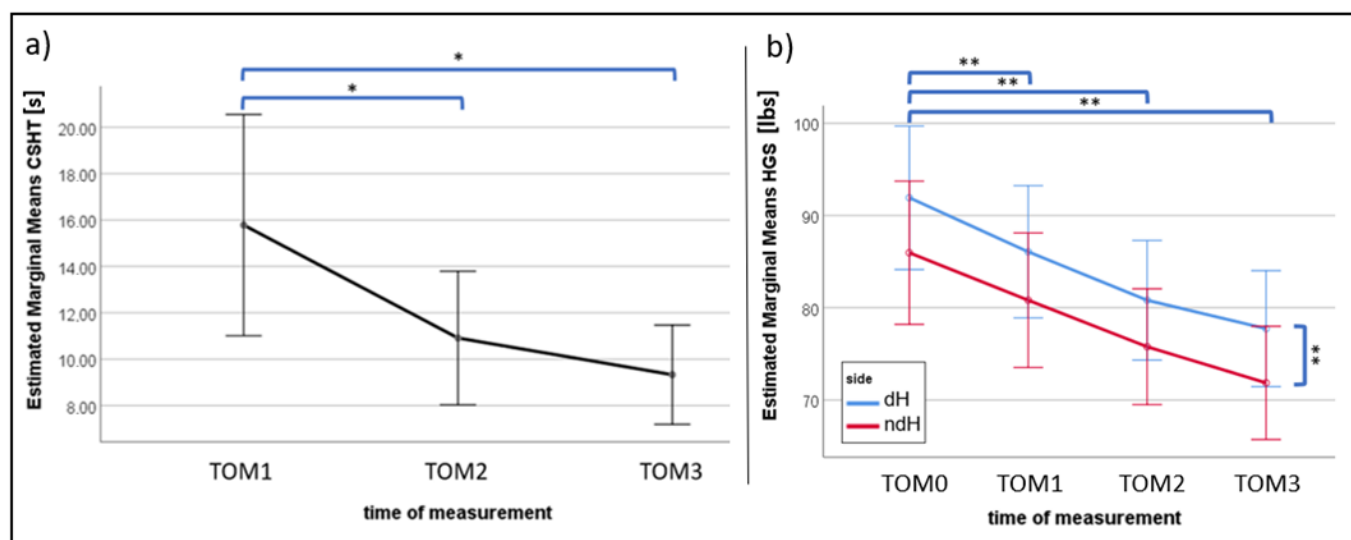 a)
*
*
Estimated Marginal Means CSHT [s]
20.00
18.00
16.00
14.00
12.00
10.00
8.00
TOM1 TOM2 TOM3
time of measurement
b)
**
**
**
Estimated Marginal Means HGS [lbs]
100
90
80
70
**
side
dH
ndH
TOM0 TOM1 TOM2 TOM3
time of measurement